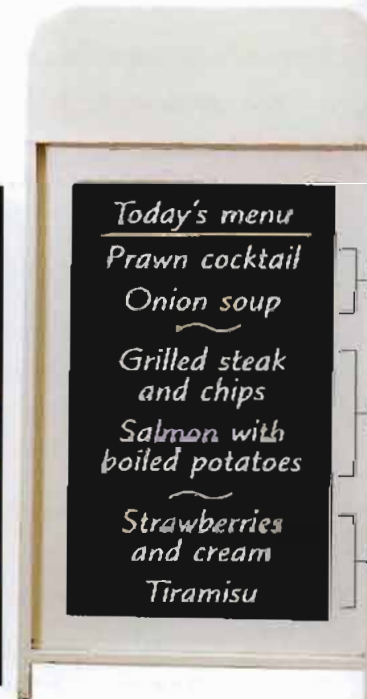 Today's menu
Prawn cocktail
Onion soup
Grilled steak
and chips
Salmon with
boiled potatoes
Strawberries
and cream
Tiramisu